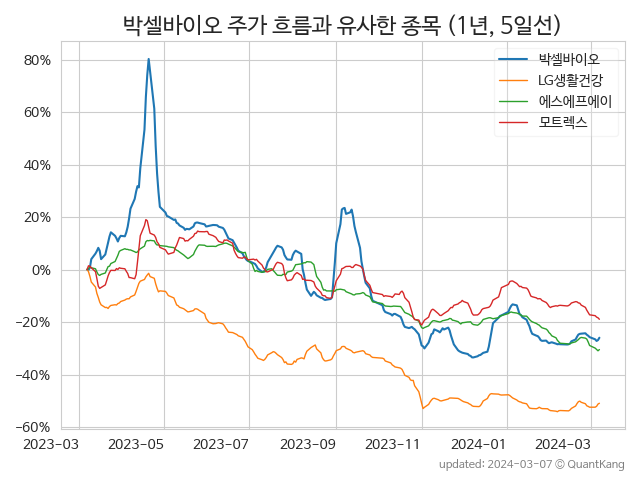 박셀바이오 주가 흐름과 유사한 종목 (1년, 5일선)
박셀바이오
LG생활건강
에스에프에이
모트렉스
80%
60%
40%
20%
0%
−20%
−40%
−60%
2023-03 2023-05 2023-07 2023-09 2023-11 2024-01 2024-03
updated: 2024-03-07 © QuantKang